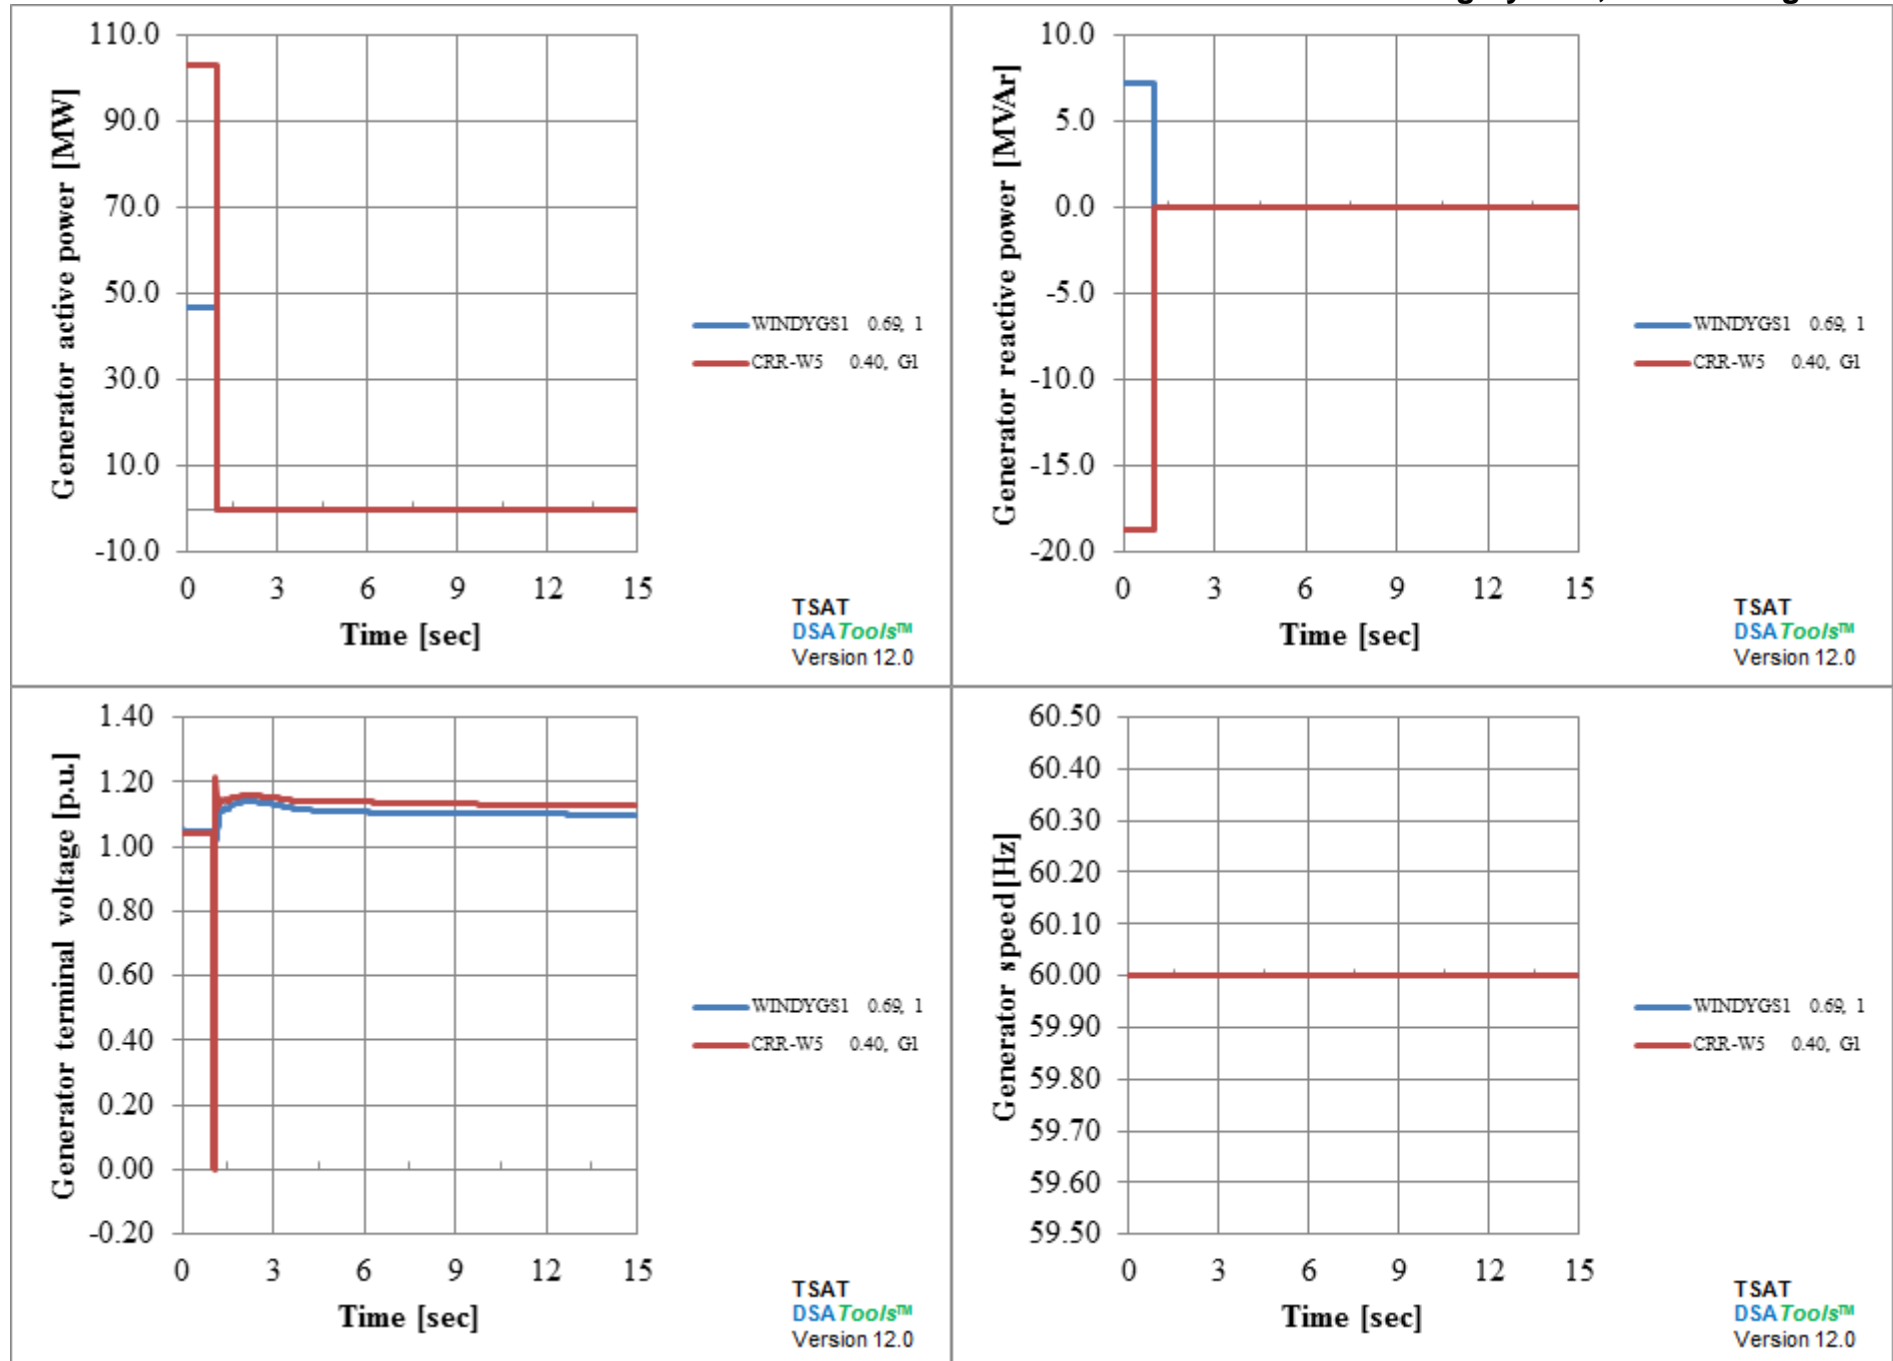 Generator active power [MW]
110.0
90.0
70.0
50.0
30.0
10.0
-10.0
0 3 6 9 12 15
Time [sec]
WINDYGS1 0.69, 1
CRR-W5 0.40, G1
TSAT
DSATools™
Version 12.0
Generator reactive power [MVAr]
10.0
5.0
0.0
-5.0
-10.0
-15.0
-20.0
0 3 6 9 12 15
Time [sec]
WINDYGS1 0.69, 1
CRR-W5 0.40, G1
TSAT
DSATools™
Version 12.0
Generator terminal voltage [p.u.]
1.40
1.20
1.00
0.80
0.60
0.40
0.20
0.00
-0.20
0 3 6 9 12 15
Time [sec]
WINDYGS1 0.69, 1
CRR-W5 0.40, G1
TSAT
DSATools™
Version 12.0
Generator speed[Hz]
60.50
60.40
60.30
60.20
60.10
60.00
59.90
59.80
59.70
59.60
59.50
0 3 6 9 12 15
Time [sec]
WINDYGS1 0.69, 1
CRR-W5 0.40, G1
TSAT
DSATools™
Version 12.0